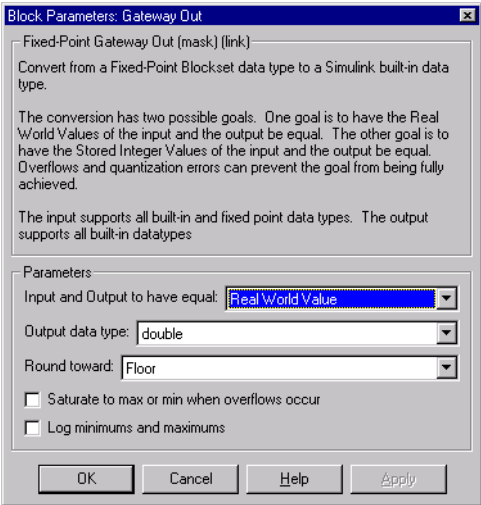 Block Parameters: Gateway Out
Fixed-Point Gateway Out (mask) (link)
Convert from a Fixed-Point Blockset data type to a Simulink built-in data
type.
The conversion has two possible goals. One goal is to have the Real
World Values of the input and the output be equal. The other goal is to
have the Stored Integer Values of the input and the output be equal.
Overflows and quantization errors can prevent the goal from being fully
achieved.
The input supports all built-in and fixed point data types. The output
supports all built-in datatypes
Parameters
Input and Output to have equal: Real World Value
Output data type: double
Round toward: Floor
Saturate to max or min when overflows occur
Log minimums and maximums
OK Cancel Help Apply